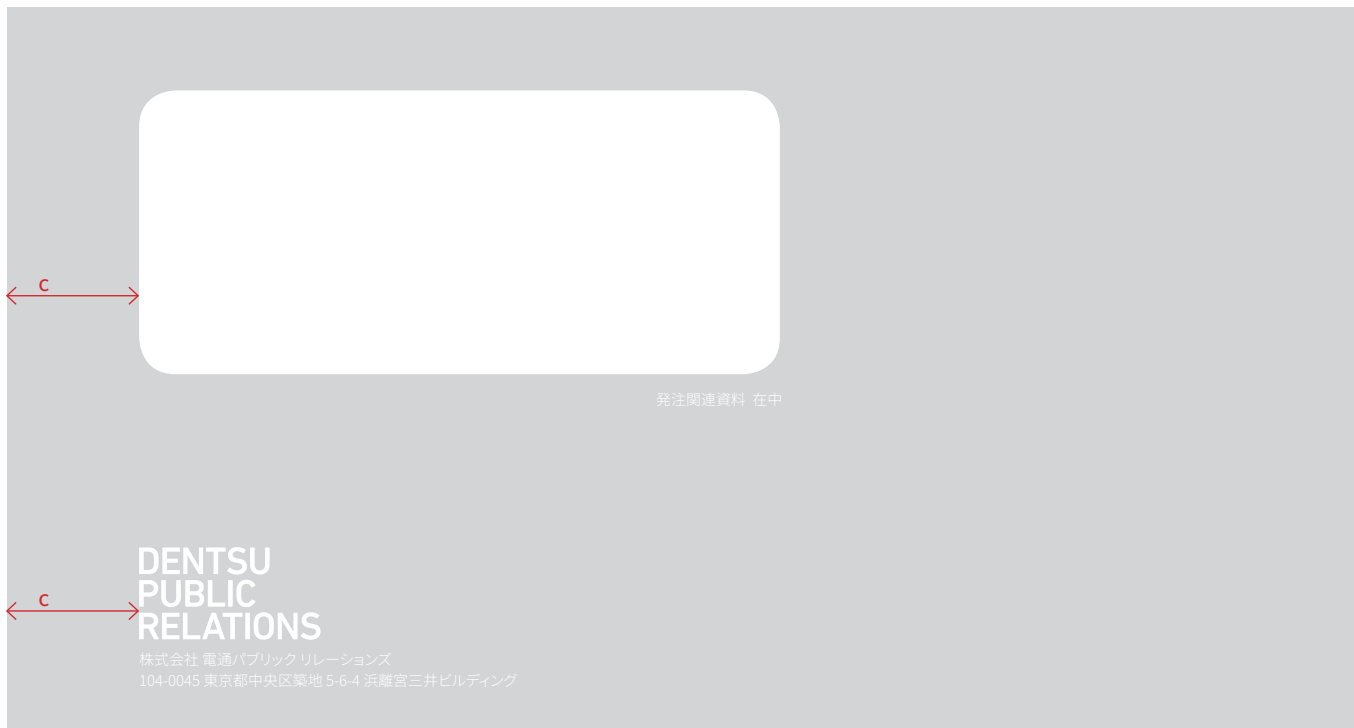 C
発注関連資料 在中
DENTSU
PUBLIC
C
RELATIONS
株式会社 電通パブリック リレーションズ
104-0045 東京都中央区築地 5-6-4 浜離宮三井ビルディング